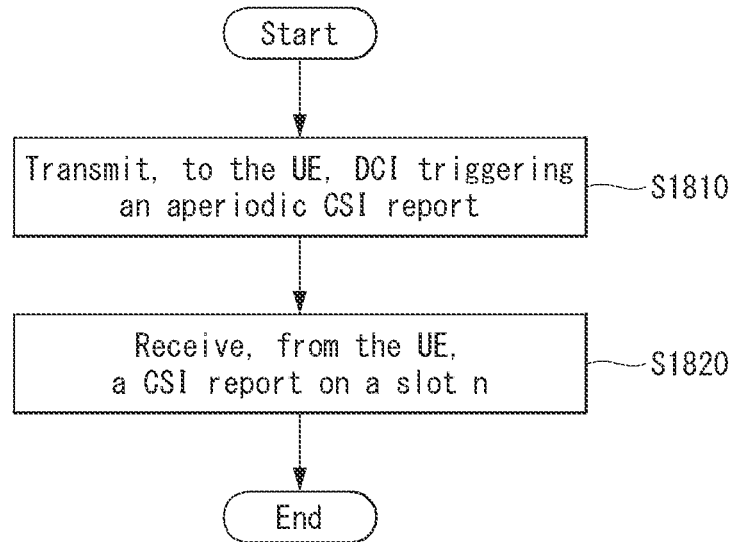 Start
Transmit, to the UE, DCI triggering
an aperiodic CSI report
S1810
Receive, from the UE,
a CSI report on a slot n
S1820
End